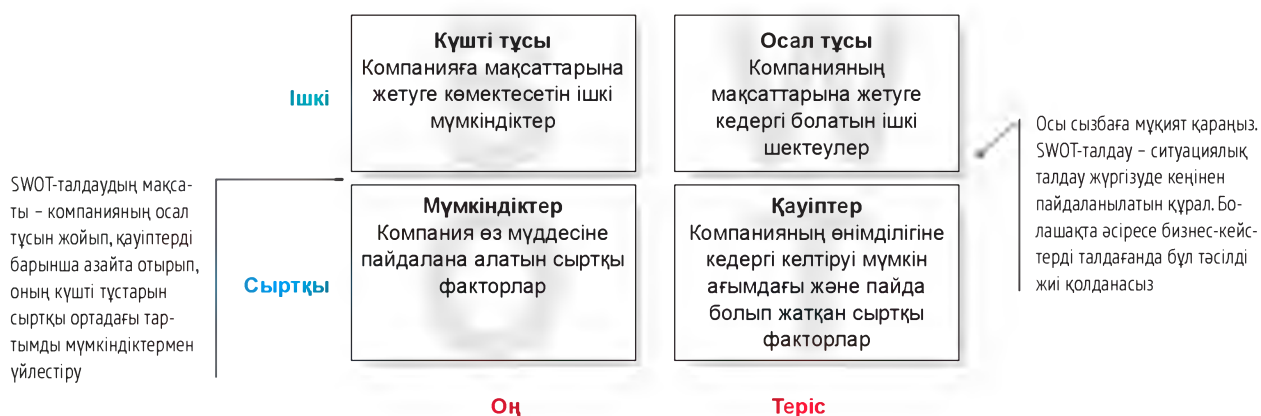 Күшті тұсы
Компанияға мақсаттарына
жетуге көмектесетін ішкі
мүмкіндіктер
Осал тұсы
Компанияның
мақсаттарына жетуге
кедергі болатын ішкі
шектеулер
Ішкі
Осы сызбаға мұқият қараңыз.
SWOT-талдау – ситуациялық
талдау жүргізуде кеңінен
пайдаланылатын құрал. Бо-
лашақта әсіресе бизнес-кейс-
терді талдағанда бұл тәсілді
жиі қолданасыз
SWOT-талдаудың мақса-
ты – компанияның осал
тұсын жойып, қауіптерді
барынша азайта отырып,
оның күшті тұстарын
сыртқы ортадағы тар-
тымды мүмкіндіктермен
үйлестіру
Сыртқы
Мүмкіндіктер
Компания өз мүддесіне
пайдалана алатын сыртқы
факторлар
Қауіптер
Компанияның өнімділігіне
кедергі келтіруі мүмкін
ағымдағы және пайда
болып жатқан сыртқы
факторлар
Оң
Теріс